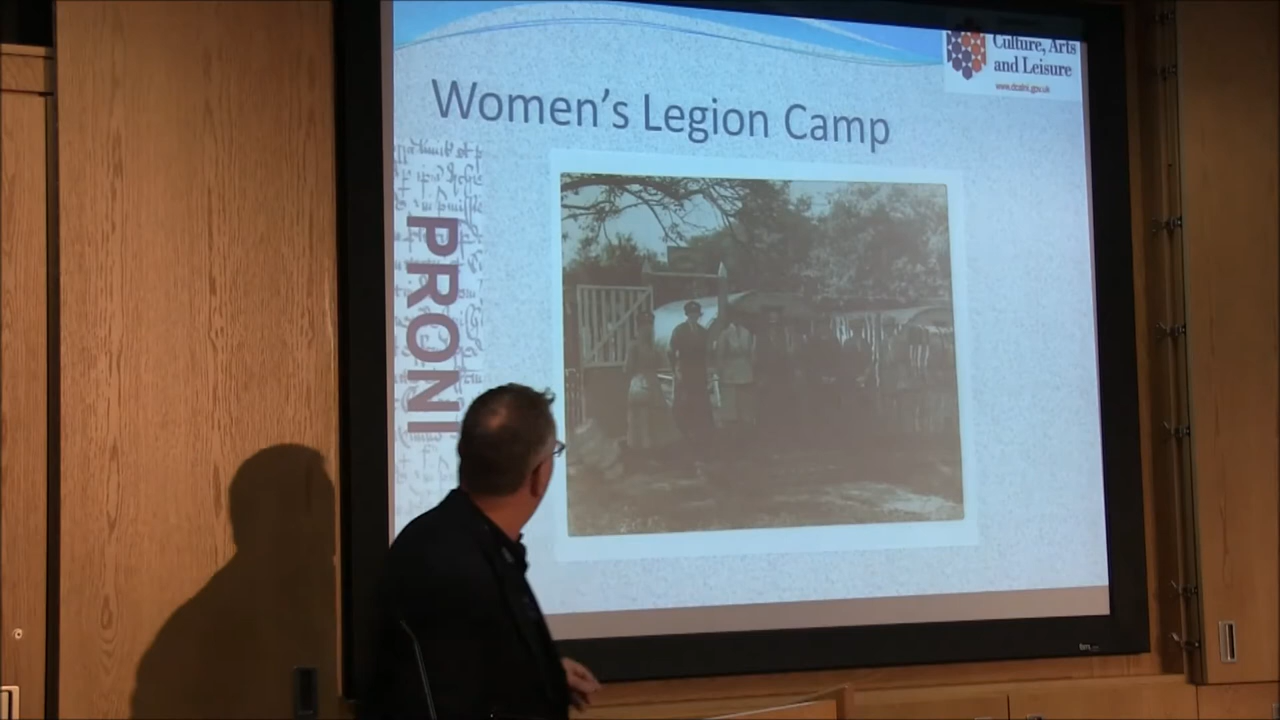 Culture, Arts
and Leisure
www.dcalni.gov.uk
Women's Legion Camp
PRONI